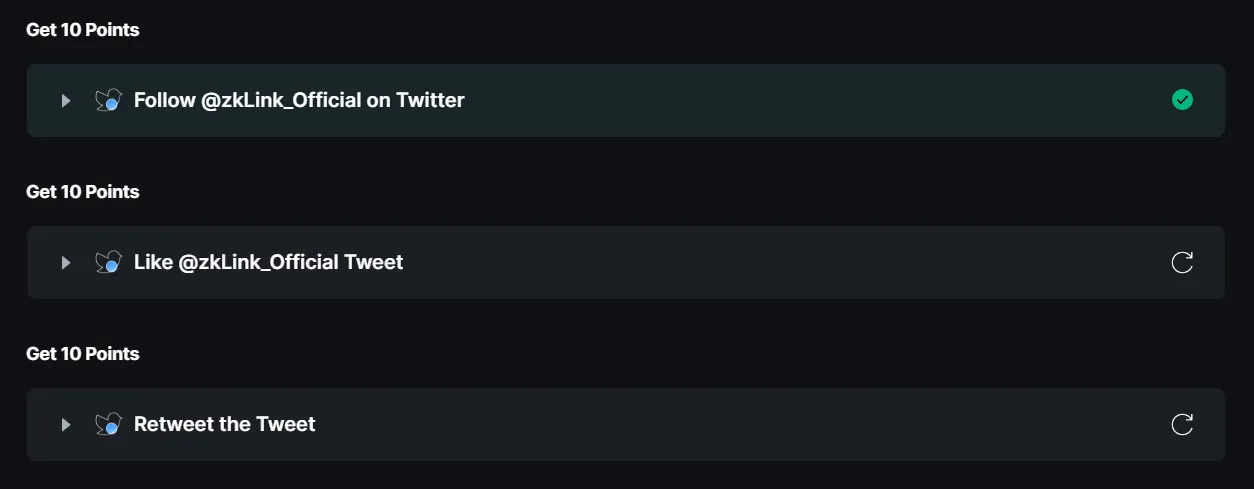 Get 10 Points
Follow @zkLink_Official on Twitter
Get 10 Points
Like @zkLink_Official Tweet
Get 10 Points
Retweet the Tweet